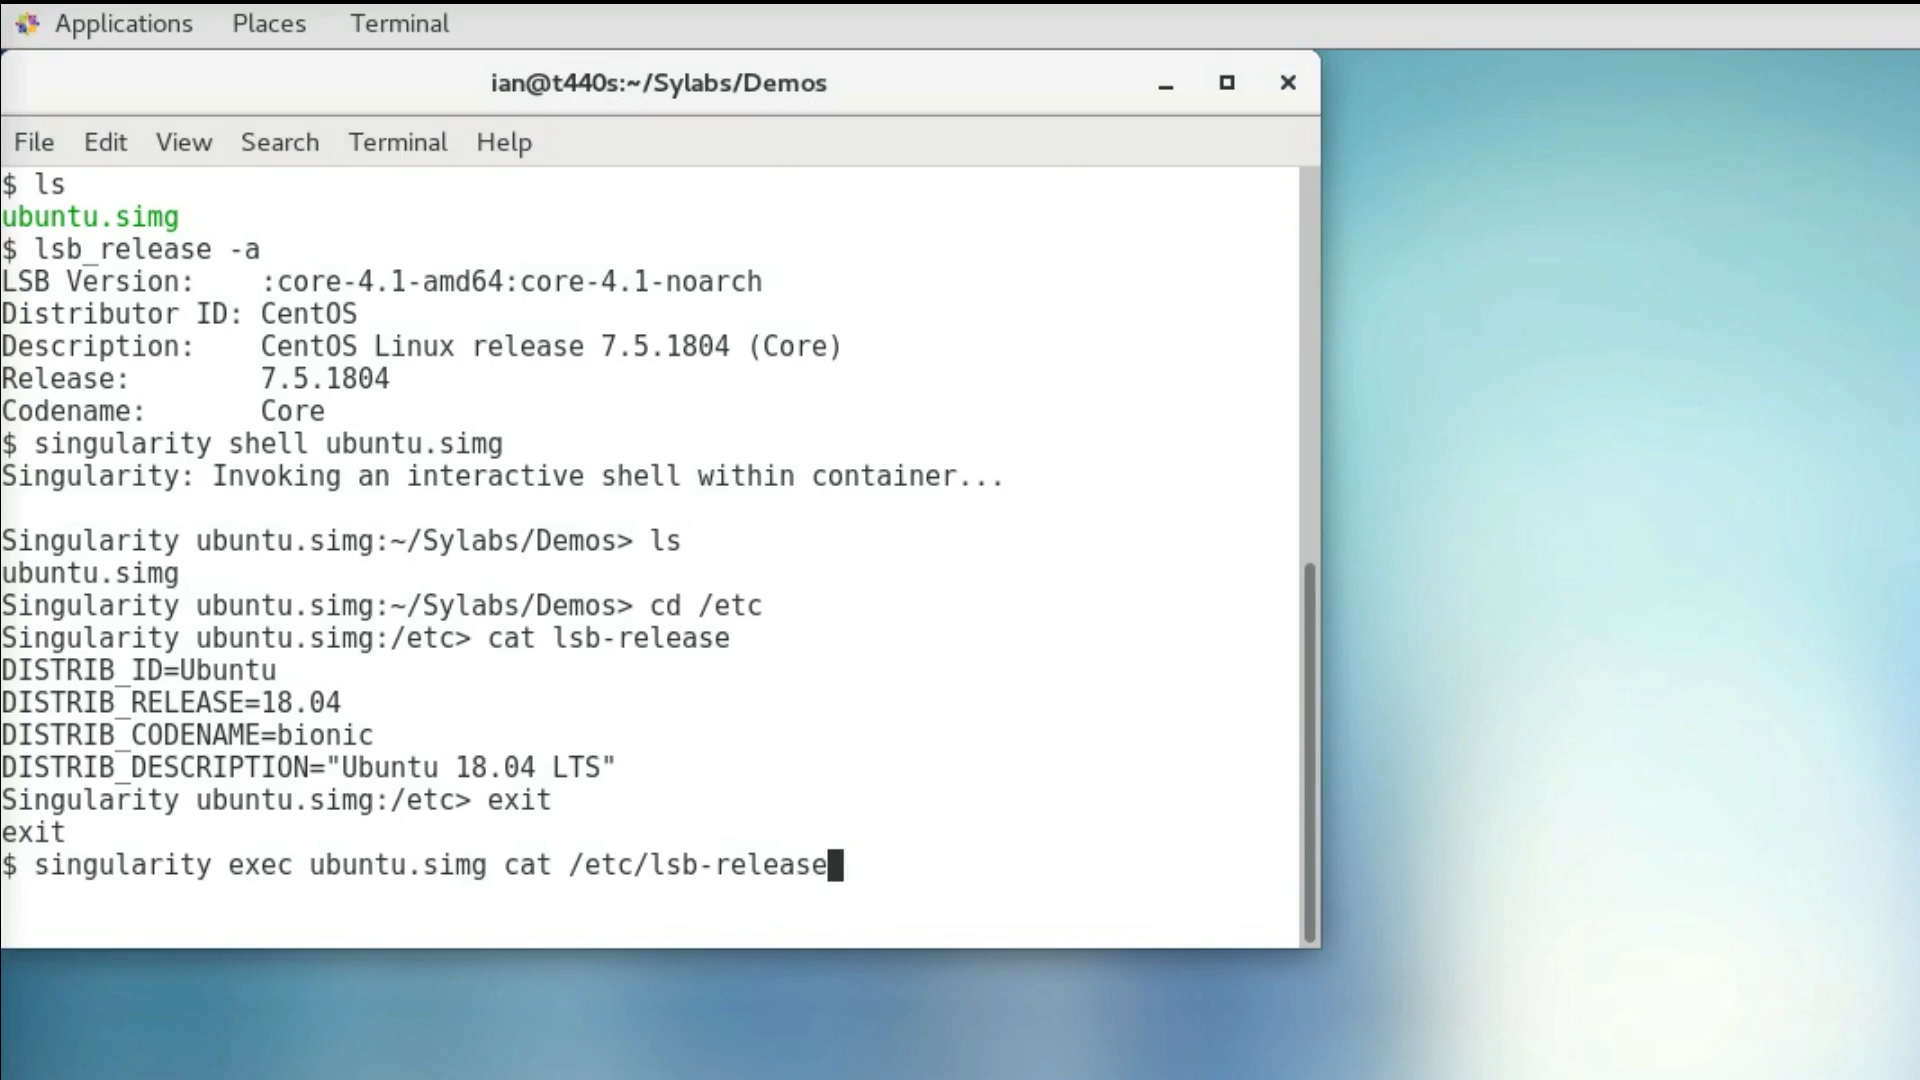 Applications Places Terminal
ian@t440s:~/Sylabs/Demos
File Edit View Search Terminal Help
$ ls
ubuntu.simg
$ lsb_release -a
LSB Version:    :core-4.1-amd64:core-4.1-noarch
Distributor ID: CentOS
Description:    CentOS Linux release 7.5.1804 (Core)
Release:        7.5.1804
Codename:       Core
$ singularity shell ubuntu.simg
Singularity: Invoking an interactive shell within container...
Singularity ubuntu.simg:~/Sylabs/Demos> ls
ubuntu.simg
Singularity ubuntu.simg:~/Sylabs/Demos> cd /etc
Singularity ubuntu.simg:/etc> cat lsb-release
DISTRIB_ID=Ubuntu
DISTRIB_RELEASE=18.04
DISTRIB_CODENAME=bionic
DISTRIB_DESCRIPTION="Ubuntu 18.04 LTS"
Singularity ubuntu.simg:/etc> exit
exit
$ singularity exec ubuntu.simg cat /etc/lsb-release